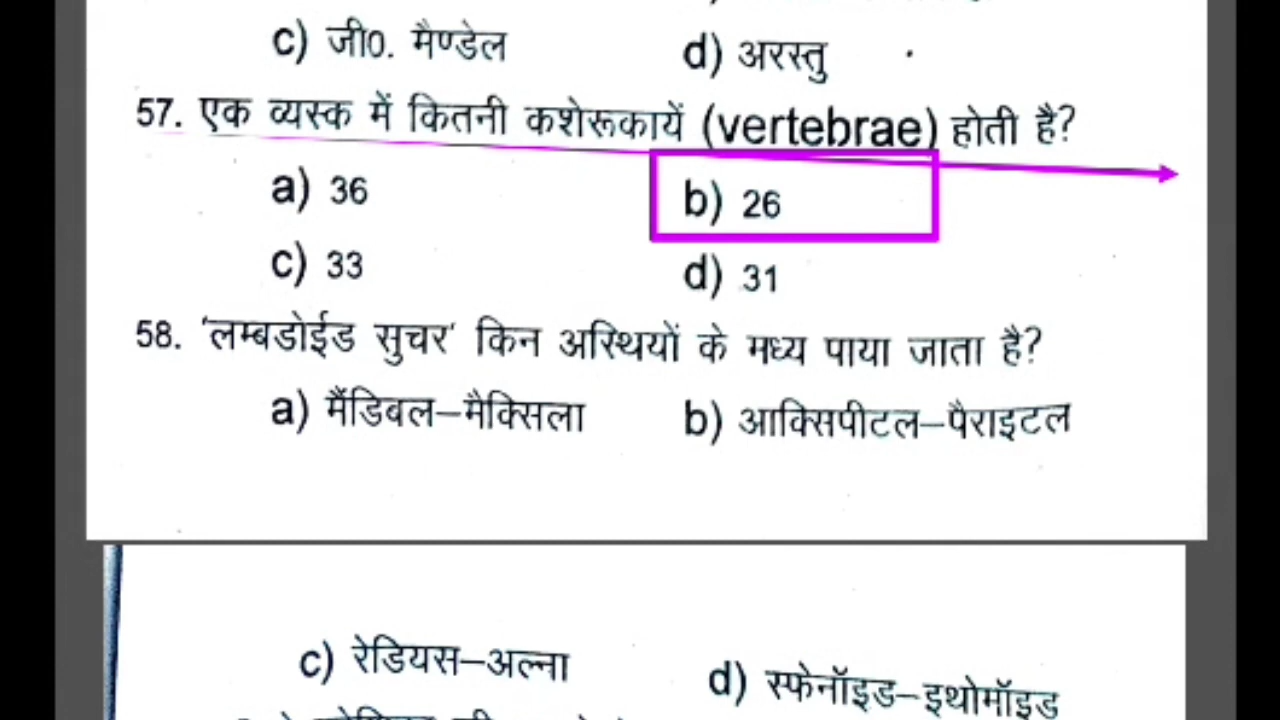 c) जी0. मैण्डेल d) अरस्तु
57. एक व्यस्क में कितनी कशेरूकायें (vertebrae) होती है?
a) 36 b) 26
c) 33 d) 31
58. 'लम्बडोईड सुचर' किन अस्थियों के मध्य पाया जाता है?
a) मैंडिबल–मैक्सिला b) आक्सिपीटल–पैराइटल
c) रेडियस–अल्ना d) स्फेनॉइड–इथोमॉइड